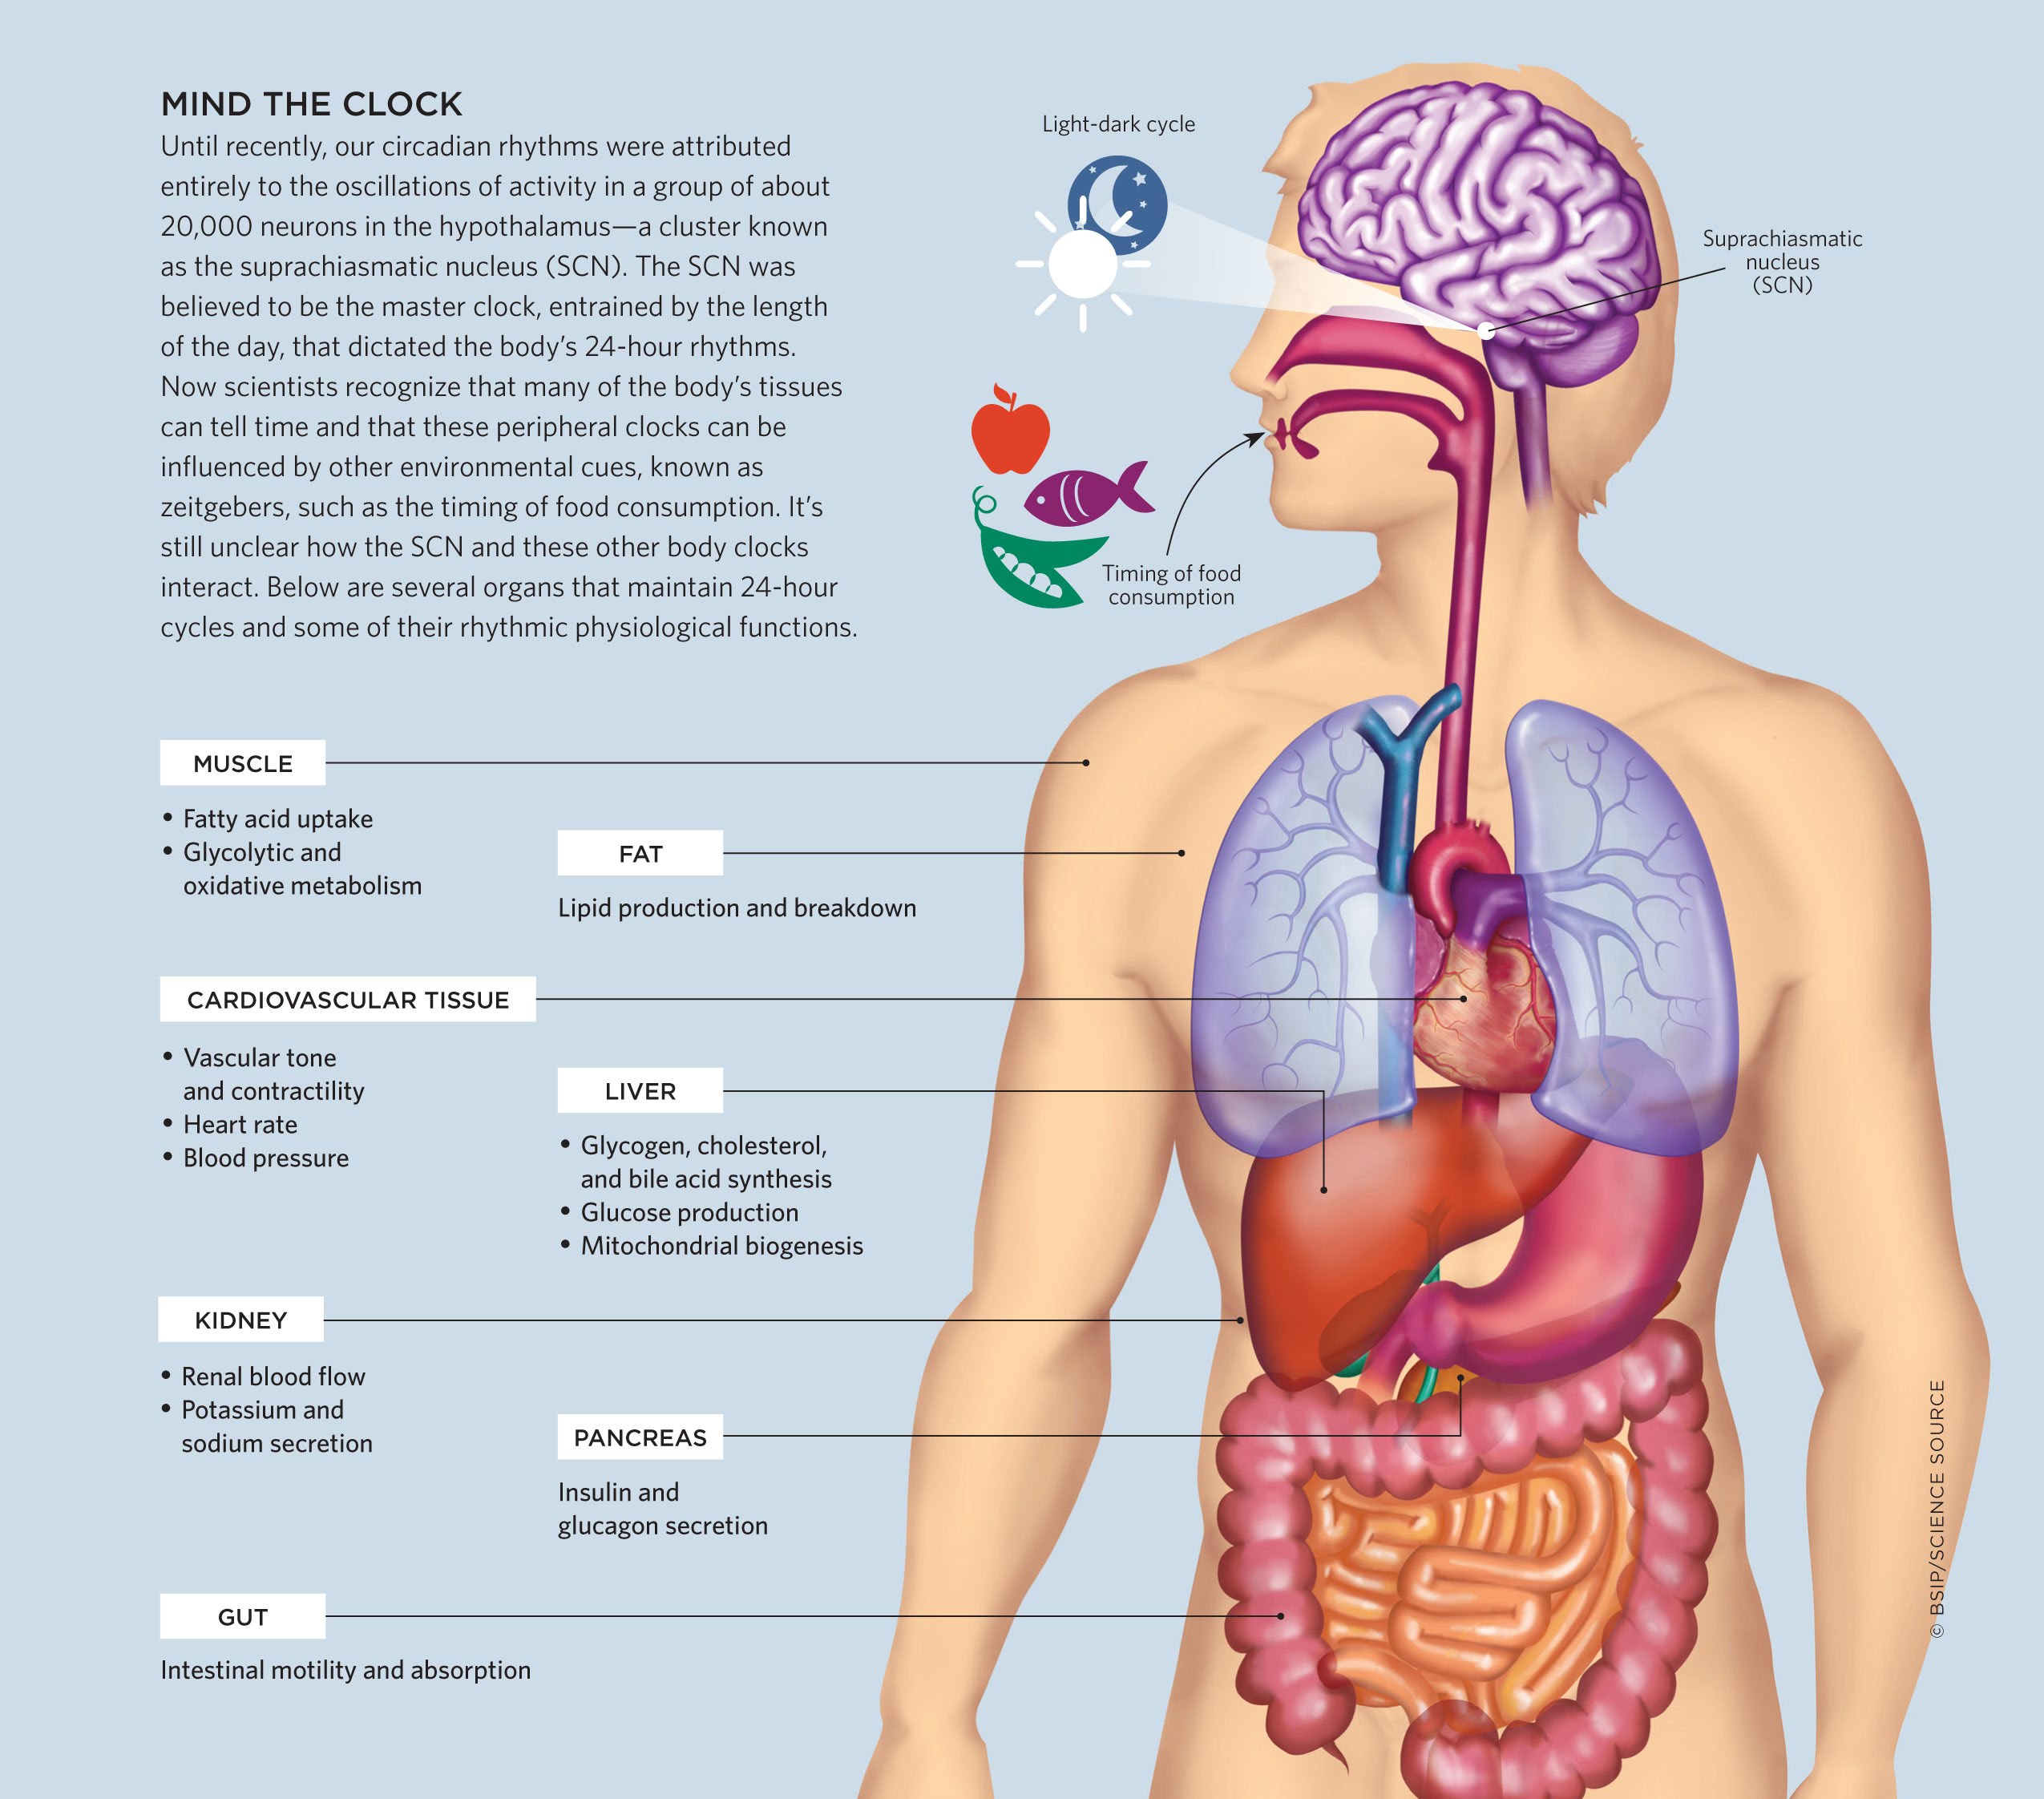 MIND THE CLOCK
Until recently, our circadian rhythms were attributed
entirely to the oscillations of activity in a group of about
20,000 neurons in the hypothalamus—a cluster known
as the suprachiasmatic nucleus (SCN). The SCN was
believed to be the master clock, entrained by the length
of the day, that dictated the body’s 24-hour rhythms.
Now scientists recognize that many of the body’s tissues
can tell time and that these peripheral clocks can be
influenced by other environmental cues, known as
zeitgebers, such as the timing of food consumption. It’s
still unclear how the SCN and these other body clocks
interact. Below are several organs that maintain 24-hour
cycles and some of their rhythmic physiological functions.
Light-dark cycle
Suprachiasmatic
nucleus
(SCN)
Timing of food
consumption
MUSCLE
• Fatty acid uptake
• Glycolytic and
oxidative metabolism
FAT
Lipid production and breakdown
CARDIOVASCULAR TISSUE
• Vascular tone
and contractility
• Heart rate
• Blood pressure
LIVER
• Glycogen, cholesterol,
and bile acid synthesis
• Glucose production
• Mitochondrial biogenesis
KIDNEY
• Renal blood flow
• Potassium and
sodium secretion
PANCREAS
Insulin and
glucagon secretion
GUT
Intestinal motility and absorption
© BSIP/SCIENCE SOURCE